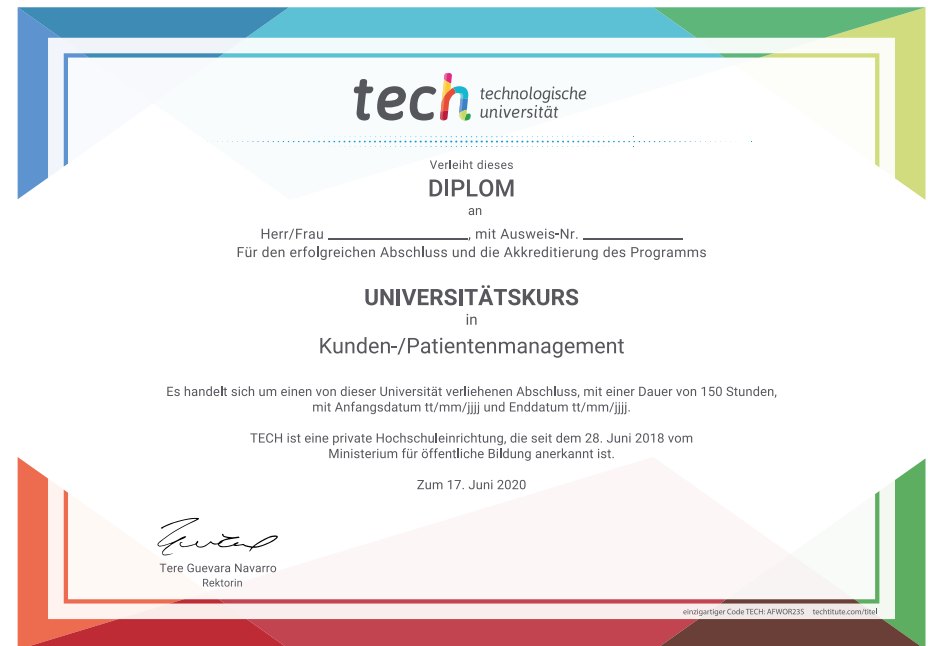 tech technologische
universität
Verleiht dieses
DIPLOM
an
Herr/Frau ____________, mit Ausweis-Nr. ____________
Für den erfolgreichen Abschluss und die Akkreditierung des Programms
UNIVERSITÄTSKURS
in
Kunden-/Patientenmanagement
Es handelt sich um einen von dieser Universität verliehenen Abschluss, mit einer Dauer von 150 Stunden,
mit Anfangsdatum tt/mm/jjjj und Enddatum tt/mm/jjjj.
TECH ist eine private Hochschuleinrichtung, die seit dem 28. Juni 2018 vom
Ministerium für öffentliche Bildung anerkannt ist.
Zum 17. Juni 2020
Tere Guevara Navarro
Rektorin
einzigartiger Code TECH: AFWOR23S techtitute.com/titel